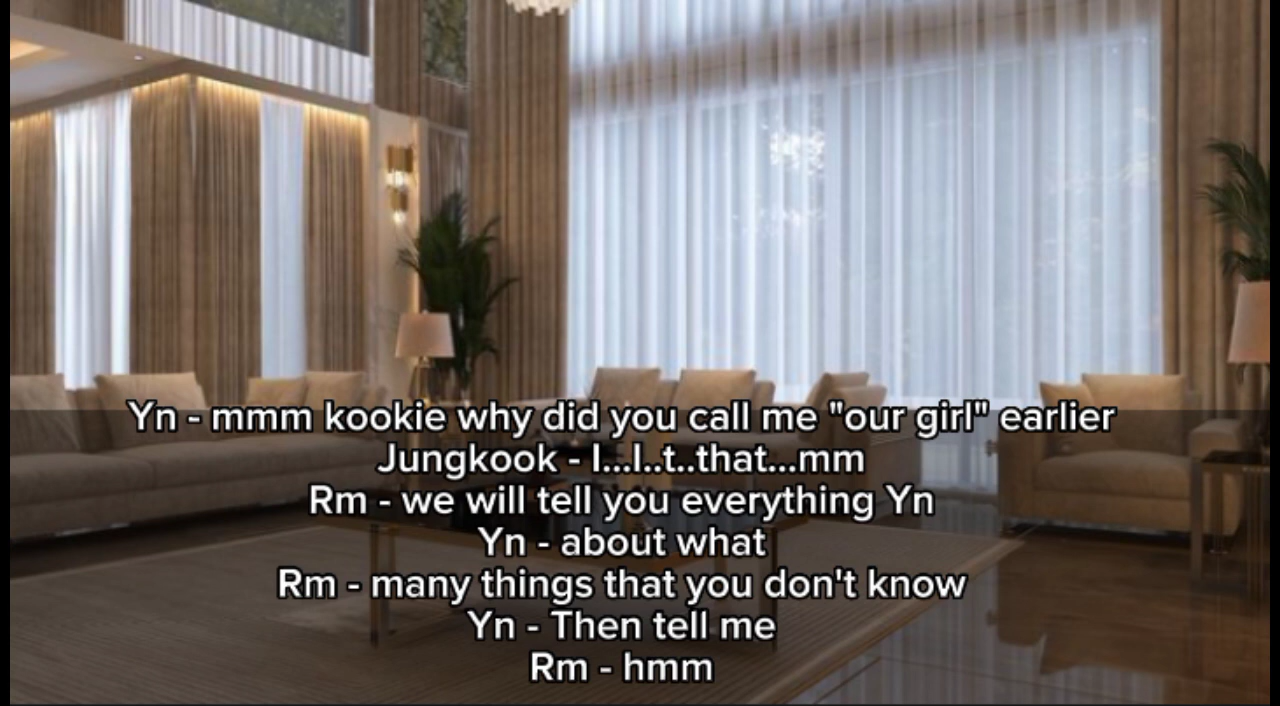 Yn - mmm kookie why did you call me "our girl" earlier
Jungkook - I...I..t..that...mm
Rm - we will tell you everything Yn
Yn - about what
Rm - many things that you don't know
Yn - Then tell me
Rm - hmm